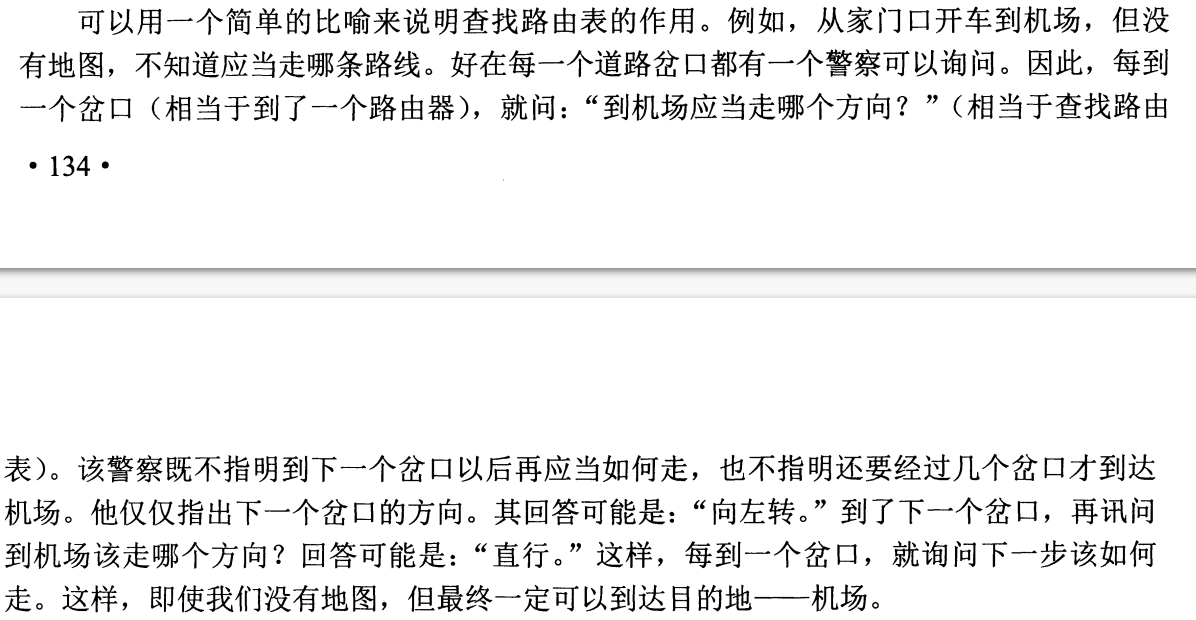 可以用一个简单的比喻来说明查找路由表的作用。例如，从家门口开车到机场，但没
有地图，不知道应当走哪条路线。好在每一个道路岔口都有一个警察可以询问。因此，每到
一个岔口（相当于到了一个路由器），就问：“到机场应当走哪个方向？”（相当于查找路由
• 134 •
表）。该警察既不指明到下一个岔口以后再应当如何走，也不指明还要经过几个岔口才到达
机场。他仅仅指出下一个岔口的方向。其回答可能是：“向左转。”到了下一个岔口，再讯问
到机场该走哪个方向？回答可能是：“直行。”这样，每到一个岔口，就询问下一步该如何
走。这样，即使我们没有地图，但最终一定可以到达目的地——机场。